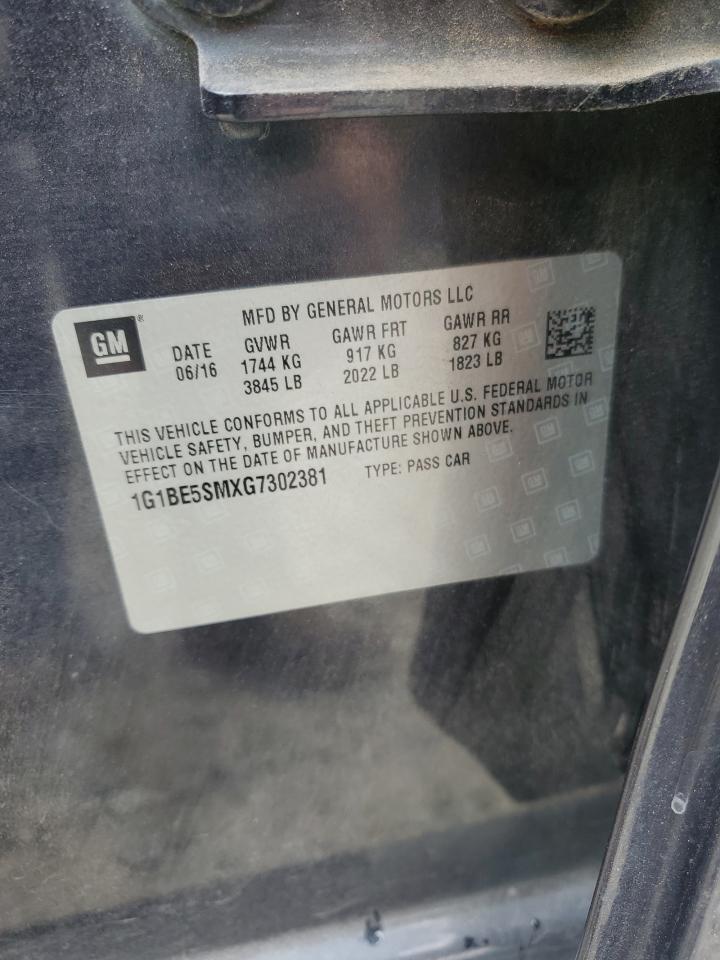 GM ®
MFD BY GENERAL MOTORS LLC
DATE GVWR GAWR FRT GAWR RR
06/16 1744 KG 917 KG 827 KG
3845 LB 2022 LB 1823 LB
THIS VEHICLE CONFORMS TO ALL APPLICABLE U.S. FEDERAL MOTOR
VEHICLE SAFETY, BUMPER, AND THEFT PREVENTION STANDARDS IN
EFFECT ON THE DATE OF MANUFACTURE SHOWN ABOVE.
1G1BE5SMXG7302381 TYPE: PASS CAR